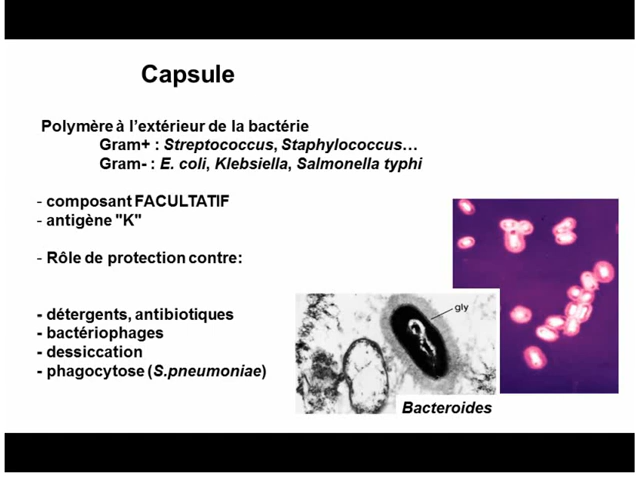 Capsule
Polymère à l'extérieur de la bactérie
Gram+ : Streptococcus, Staphylococcus...
Gram- : E. coli, Klebsiella, Salmonella typhi
- composant FACULTATIF
- antigène "K"
- Rôle de protection contre:
- détergents, antibiotiques
- bactériophages
- dessiccation
- phagocytose (S.pneumoniae)
gly
Bacteroides